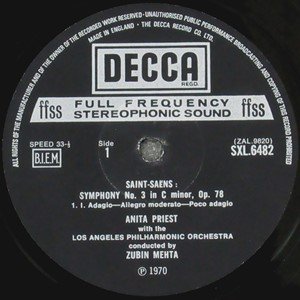 ALL RIGHTS OF THE MANUFACTURER AND OF THE OWNER OF THE RECORDED WORK RESERVED. UNAUTHORISED PUBLIC PERFORMANCE BROADCASTING AND COPYING OF THIS RECORD PROHIBITED
MADE IN ENGLAND, THE DECCA RECORD CO.
DECCA
REGD.
ffss FULL FREQUENCY ffss
STEREOPHONIC SOUND
SPEED 33⅓
Side
1
(ZAL.9620)
SXL.6482
B.I.E.M.
SAINT-SAENS :
SYMPHONY No. 3 in C minor, Op. 78
1. I. Adagio—Allegro moderato—Poco adagio
ANITA PRIEST
with the
LOS ANGELES PHILHARMONIC ORCHESTRA
conducted by
ZUBIN MEHTA
℗ 1970